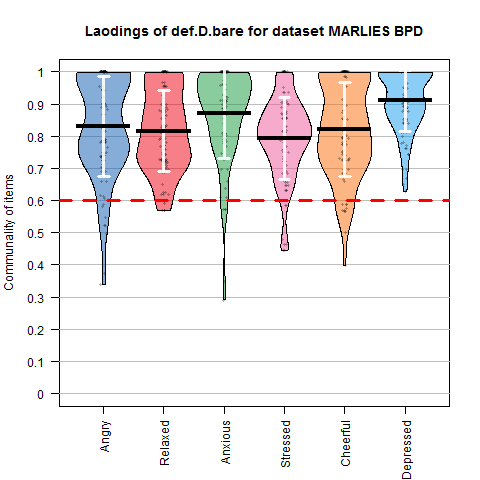 Laodings of def.D.bare for dataset MARLIES BPD
Communality of items
1
0.9
0.8
0.7
0.6
0.5
0.4
0.3
0.2
0.1
0
Angry
Relaxed
Anxious
Stressed
Cheerful
Depressed